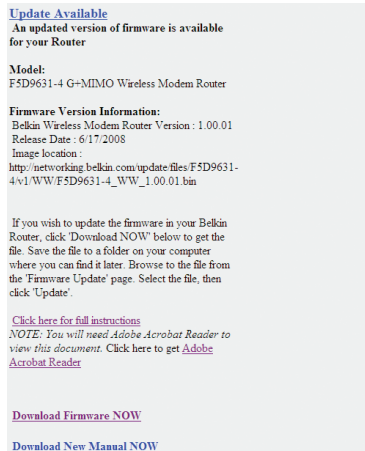 Update Available
An updated version of firmware is available
for your Router
Model:
F5D9631-4 G+MIMO Wireless Modem Router
Firmware Version Information:
Belkin Wireless Modem Router Version : 1.00.01
Release Date : 6/17/2008
Image location :
http://networking.belkin.com/update/files/F5D9631-
4/v1/WW/F5D9631-4_WW_1.00.01.bin
If you wish to update the firmware in your Belkin
Router, click 'Download NOW' below to get the
file. Save the file to a folder on your computer
where you can find it later. Browse to the file from
the 'Firmware Update' page. Select the file, then
click 'Update'.
Click here for full instructions
NOTE: You will need Adobe Acrobat Reader to
view this document. Click here to get Adobe
Acrobat Reader
Download Firmware NOW
Download New Manual NOW